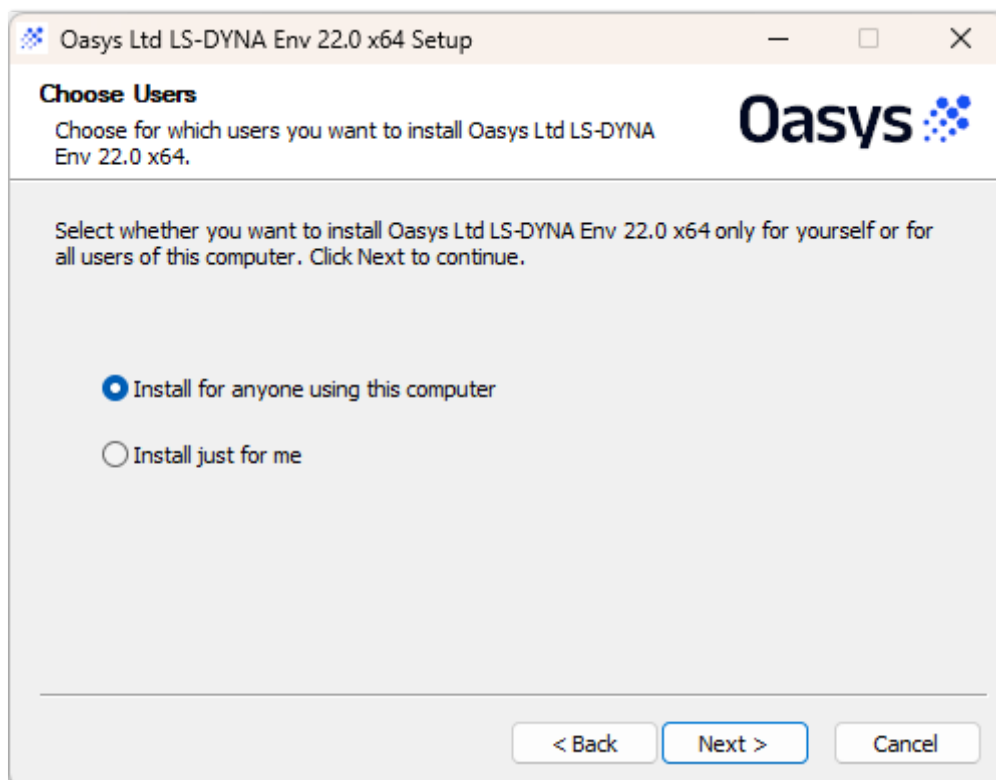 Oasys Ltd LS-DYNA Env 22.0 x64 Setup
Choose Users
Choose for which users you want to install Oasys Ltd LS-DYNA
Env 22.0 x64.
Oasys
Select whether you want to install Oasys Ltd LS-DYNA Env 22.0 x64 only for yourself or for
all users of this computer. Click Next to continue.
Install for anyone using this computer
Install just for me
< Back Next > Cancel